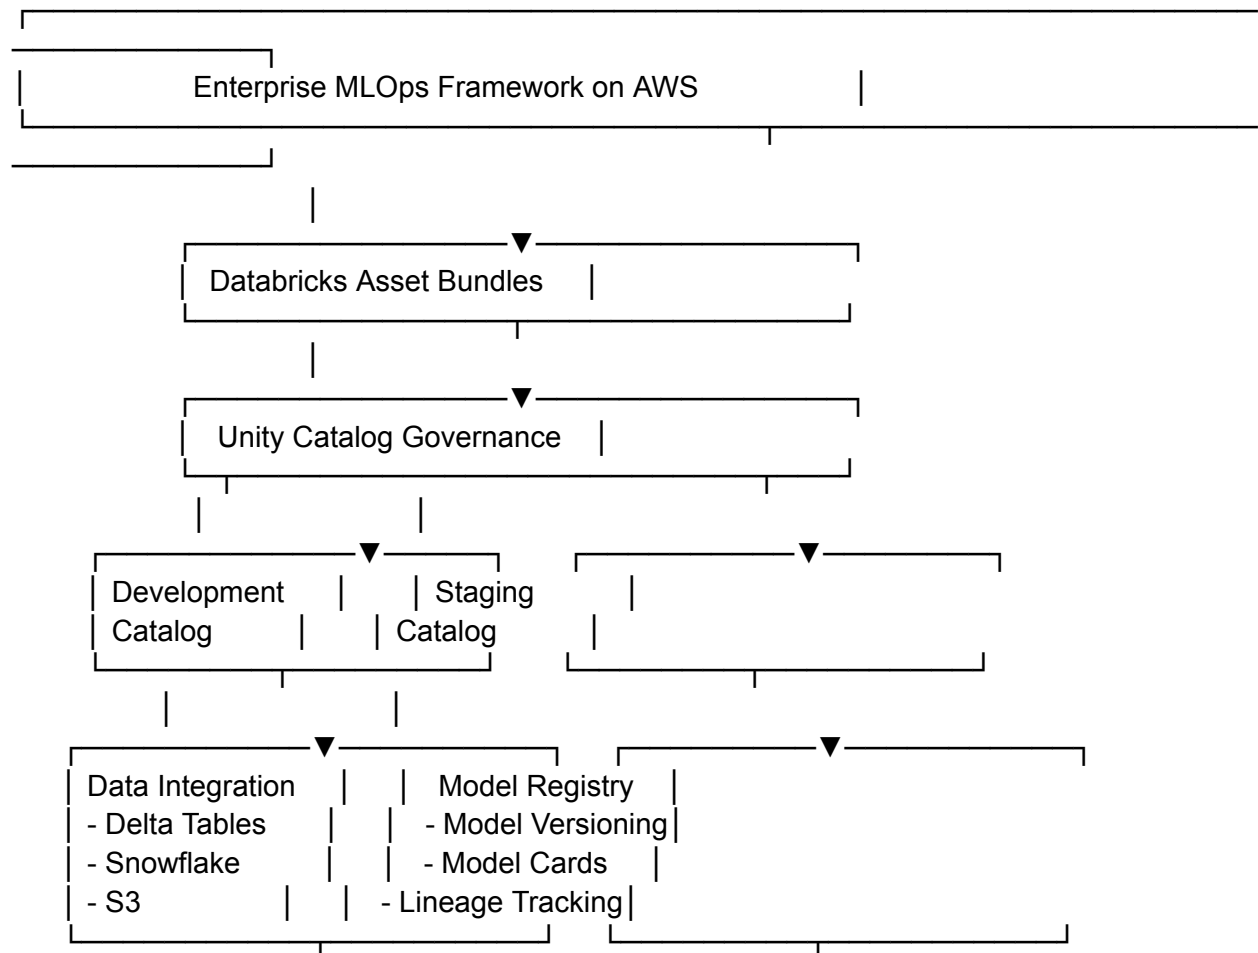 Enterprise MLOps Framework on AWS
Databricks Asset Bundles
Unity Catalog Governance
Development Staging
Catalog Catalog
Data Integration Model Registry
- Delta Tables - Model Versioning
- Snowflake - Model Cards
- S3 - Lineage Tracking